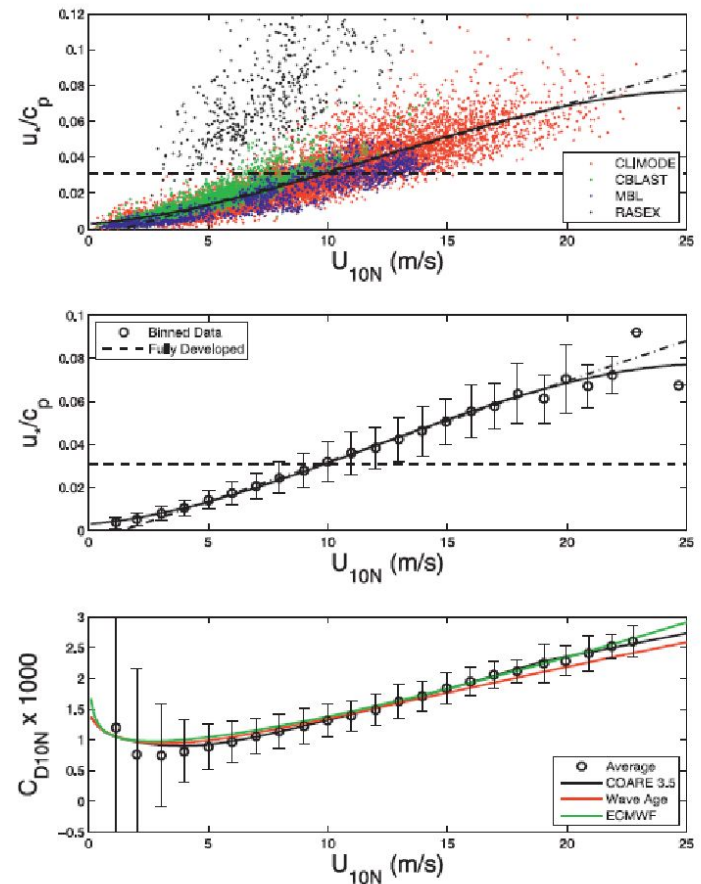 0.12
0.1
0.08
0.06
0.04
0.02
0
u*/cp
0 5 10 15 20 25
U10N (m/s)
CLIMODE
CBLAST
MBL
RASEX
0.1
0.08
0.06
0.04
0.02
0
u*/cp
Binned Data
Fully Developed
0 5 10 15 20 25
U10N (m/s)
3
2.5
2
1.5
1
0.5
0
−0.5
CD10N x 1000
0 5 10 15 20 25
U10N (m/s)
Average
COARE 3.5
Wave Age
ECMWF